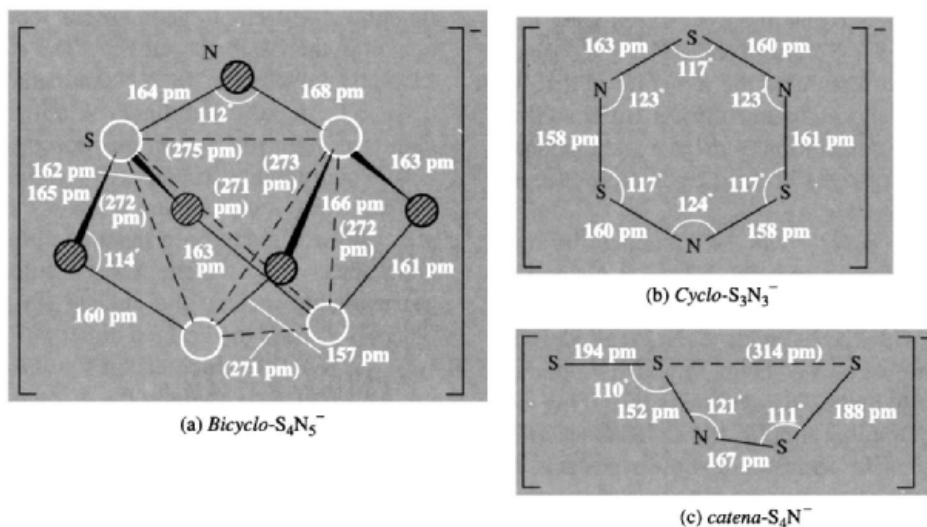 N
164 pm
168 pm
112°
S
(275 pm)
162 pm
165 pm
(272 pm)
(271 pm)
(273 pm)
163 pm
166 pm
(272 pm)
114°
163 pm
161 pm
160 pm
157 pm
(271 pm)
−
(a) Bicyclo-S₄N₅⁻
163 pm
S
160 pm
117°
N
N
123°
123°
158 pm
161 pm
117°
117°
S
S
124°
160 pm
158 pm
N
−
(b) Cyclo-S₃N₃⁻
194 pm
(314 pm)
S
S
S
110°
152 pm
121°
111°
188 pm
N
S
167 pm
−
(c) catena-S₄N⁻